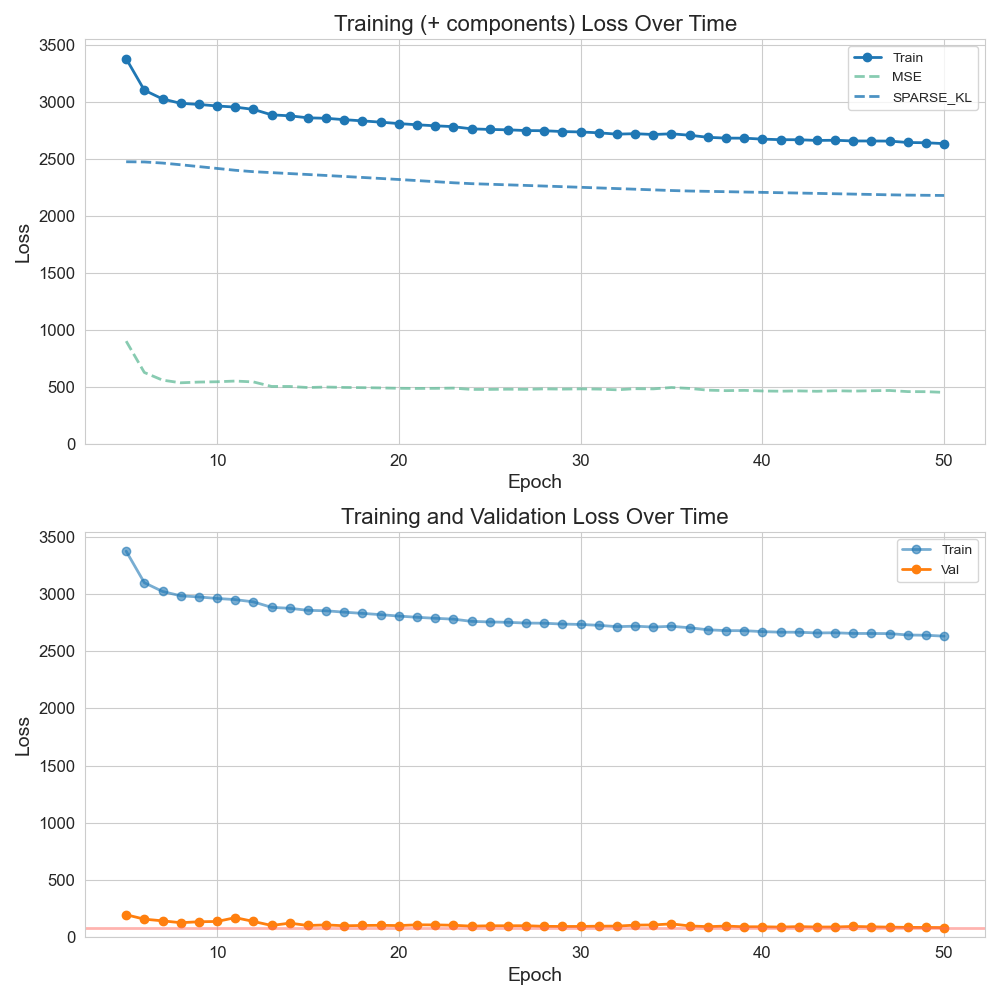 Training (+ components) Loss Over Time
3500
3000
2500
2000
1500
1000
500
0
Loss
Train
MSE
SPARSE_KL
10 20 30 40 50
Epoch
Training and Validation Loss Over Time
3500
3000
2500
2000
1500
1000
500
0
Loss
Train
Val
10 20 30 40 50
Epoch